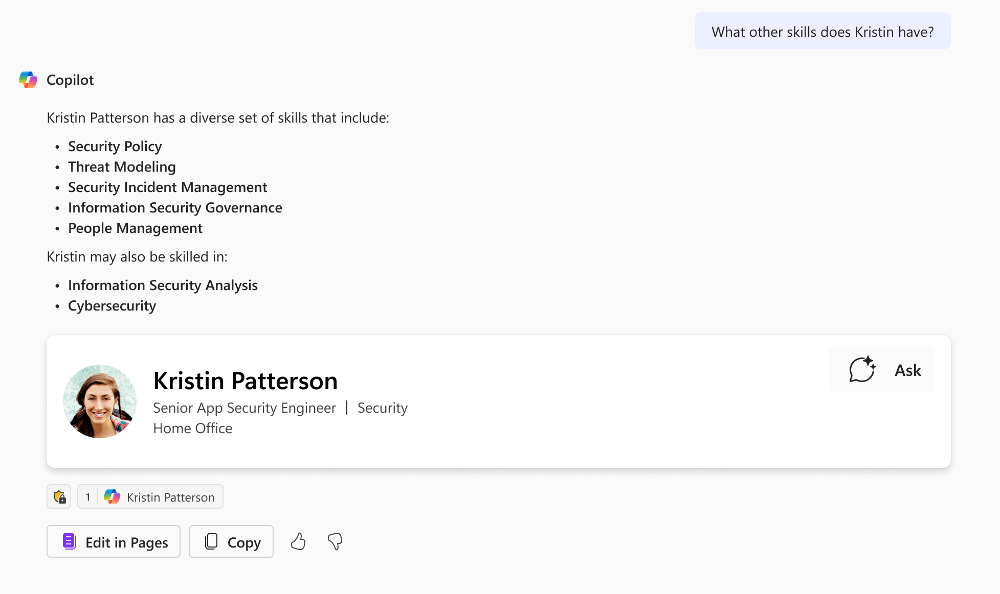 What other skills does Kristin have?
Copilot
Kristin Patterson has a diverse set of skills that include:
• Security Policy
• Threat Modeling
• Security Incident Management
• Information Security Governance
• People Management
Kristin may also be skilled in:
• Information Security Analysis
• Cybersecurity
Ask
Kristin Patterson
Senior App Security Engineer | Security
Home Office
1 Kristin Patterson
Edit in Pages Copy